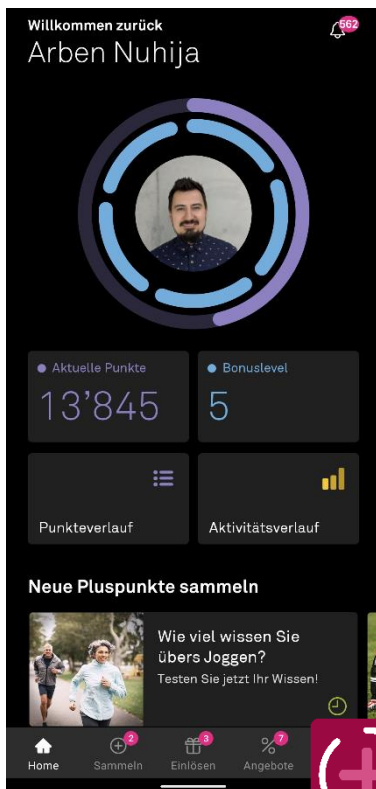 Willkommen zurück
562
Arben Nuhija
Aktuelle Punkte
13’845
Bonuslevel
5
Punkteverlauf
Aktivitätsverlauf
Neue Pluspunkte sammeln
Wie viel wissen Sie
übers Joggen?
Testen Sie jetzt Ihr Wissen!
2
3
7
Home
Sammeln
Einlösen
Angebote